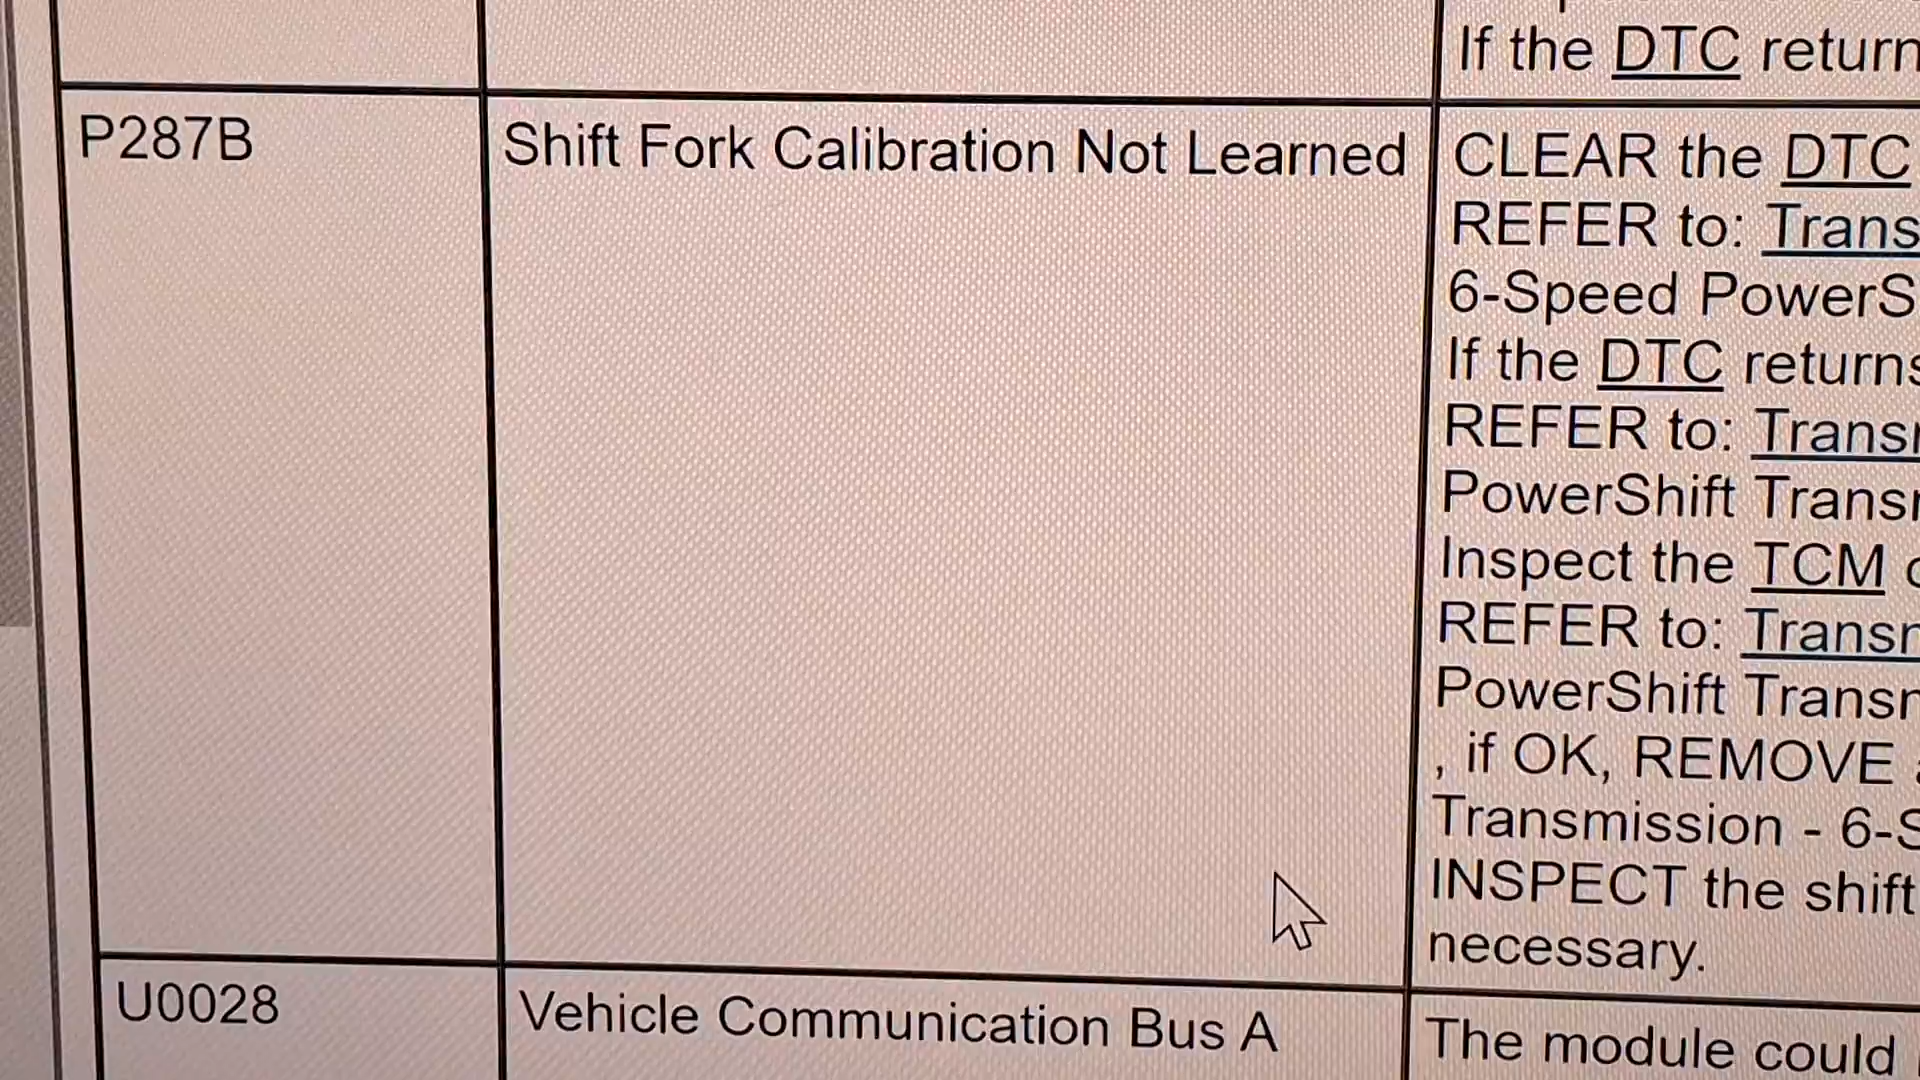 If the DTC return
P287B
Shift Fork Calibration Not Learned
CLEAR the DTC
REFER to: Trans
6-Speed PowerS
If the DTC returns
REFER to: Trans
PowerShift Trans
Inspect the TCM
REFER to: Trans
PowerShift Trans
, if OK, REMOVE
Transmission - 6-S
INSPECT the shift
necessary.
U0028
Vehicle Communication Bus A
The module could